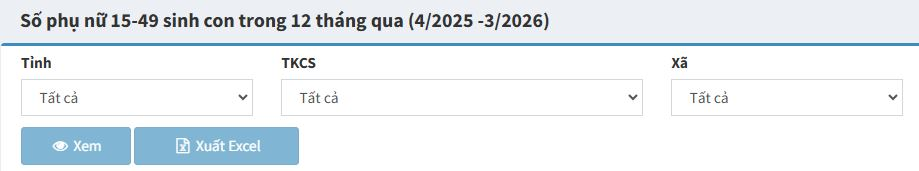 Số phụ nữ 15-49 sinh con trong 12 tháng qua (4/2025 -3/2026)
Tỉnh TKCS Xã
Tất cả Tất cả Tất cả
Xem Xuất Excel